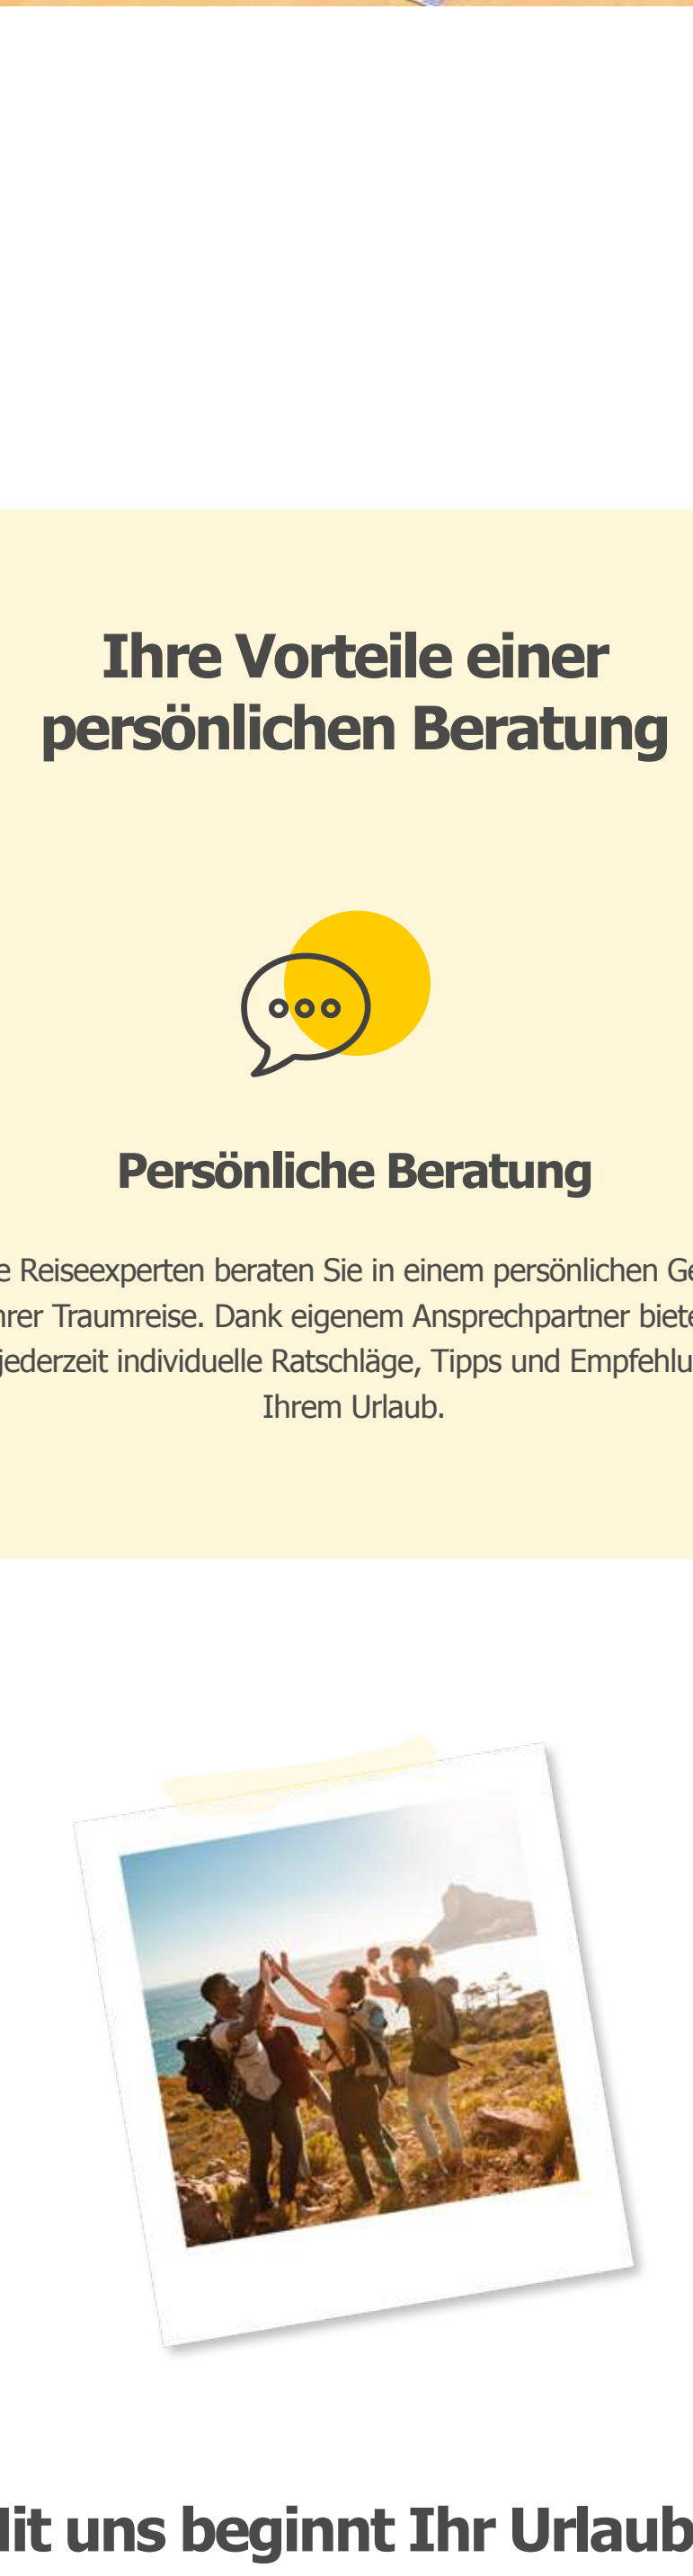 Ihre Vorteile einer
persönlichen Beratung
Persönliche Beratung
Reiseexperten beraten Sie in einem persönlichen
Traumreise. Dank eigenem Ansprechpartner
jederzeit individuelle Ratschläge, Tipps und
Ihrem Urlaub.
uns beginnt Ihr Urlaub